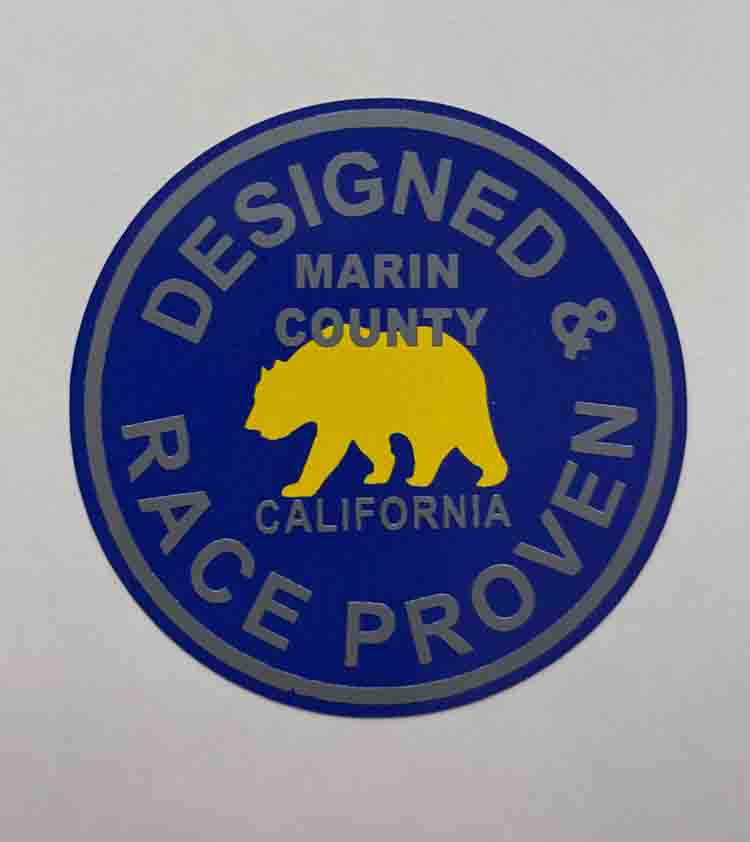 DESIGNED &
MARIN
COUNTY
CALIFORNIA
RACE PROVEN